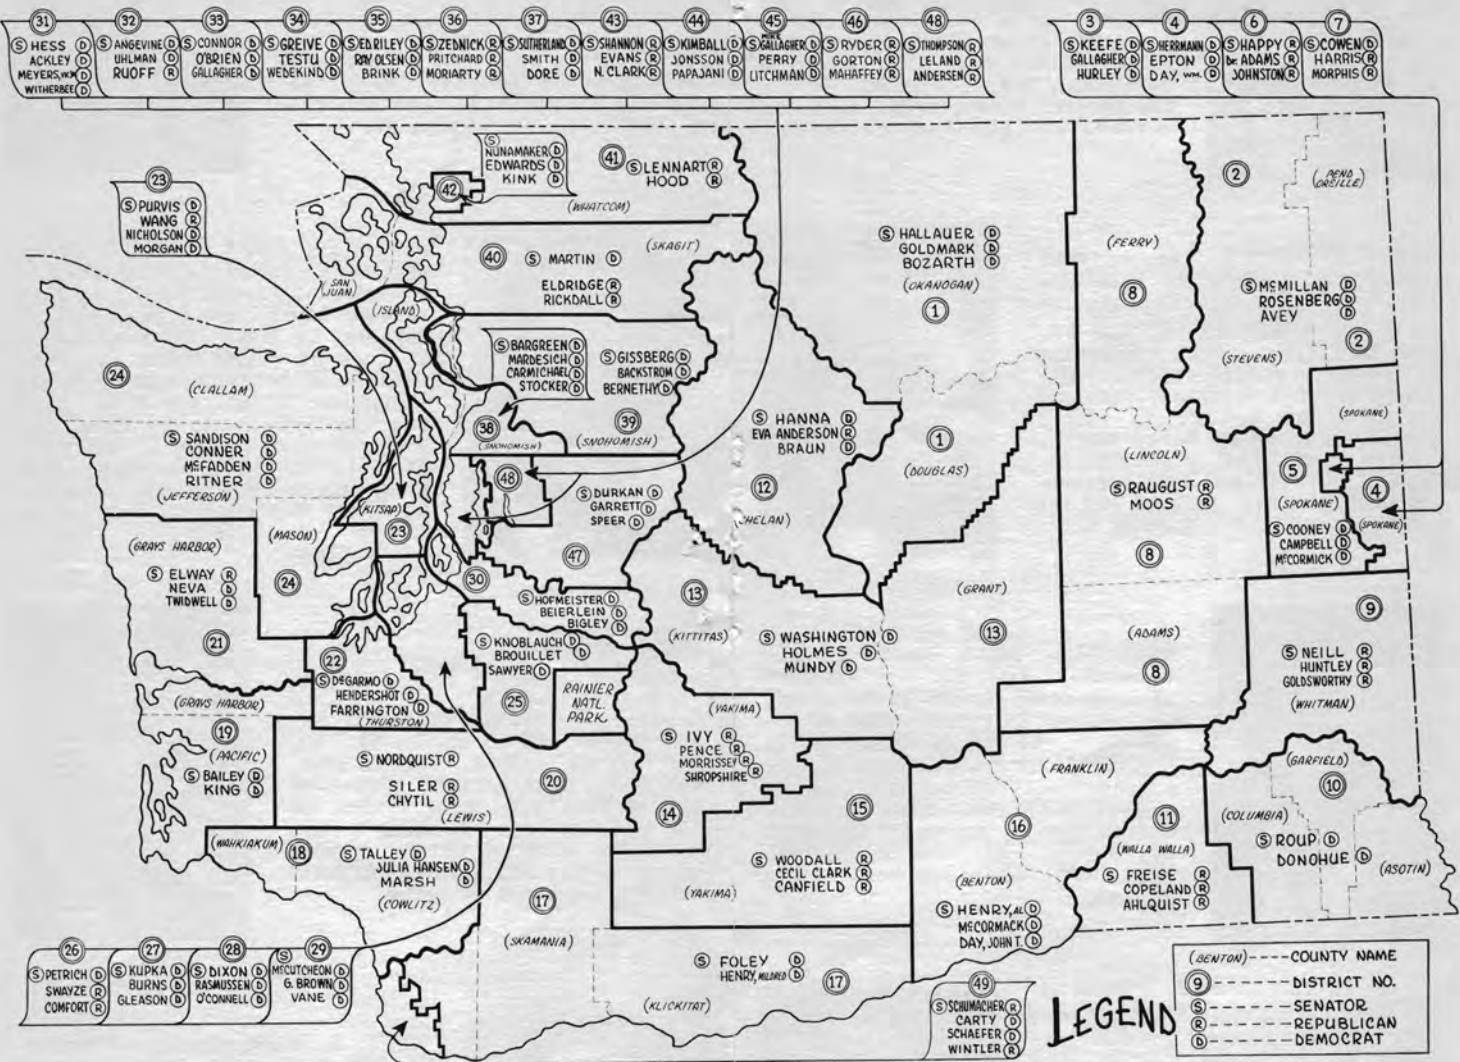 31 32 33 34 35 36 37 43 44 45 46 48
3 4 6 7
Ⓢ HESS Ⓓ
ACKLEY Ⓓ
MEYERS, VIC Ⓓ
WITHERBEE Ⓓ
Ⓢ ANGEVINE Ⓓ
UHLMAN Ⓓ
RUOFF Ⓡ
Ⓢ CONNOR Ⓓ
O'BRIEN Ⓓ
GALLAGHER Ⓓ
Ⓢ GREIVE Ⓓ
TESTU Ⓓ
WEDEKIND Ⓓ
Ⓢ ED RILEY Ⓓ
RAY OLSEN Ⓓ
BRINK Ⓓ
Ⓢ ZEDNICK Ⓡ
PRITCHARD Ⓡ
MORIARTY Ⓡ
Ⓢ SUTHERLAND Ⓓ
SMITH Ⓓ
DORE Ⓓ
Ⓢ SHANNON Ⓡ
EVANS Ⓡ
N. CLARK Ⓡ
Ⓢ KIMBALL Ⓓ
JONSSON Ⓓ
PAPAJANI Ⓓ
MIKE
Ⓢ GALLAGHER Ⓓ
PERRY Ⓓ
LITCHMAN Ⓓ
Ⓢ RYDER Ⓡ
GORTON Ⓡ
MAHAFFEY Ⓡ
Ⓢ THOMPSON Ⓡ
LELAND Ⓡ
ANDERSEN Ⓡ
Ⓢ KEEFE Ⓓ
GALLAGHER Ⓓ
HURLEY Ⓓ
Ⓢ HERRMANN Ⓓ
EPTON Ⓓ
DAY, WM. Ⓓ
Ⓢ HAPPY Ⓡ
DR. ADAMS Ⓡ
JOHNSTON Ⓡ
Ⓢ COWEN Ⓓ
HARRIS Ⓡ
MORPHIS Ⓡ
23
Ⓢ PURVIS Ⓓ
WANG Ⓡ
NICHOLSON Ⓓ
MORGAN Ⓓ
Ⓢ
NUNAMAKER Ⓓ
EDWARDS Ⓓ
KINK Ⓓ
42
41
Ⓢ LENNART Ⓡ
HOOD Ⓡ
(WHATCOM)
40
Ⓢ MARTIN Ⓓ
ELDRIDGE Ⓡ
RICKDALL Ⓡ
(SKAGIT)
(SAN JUAN)
(ISLAND)
Ⓢ HALLAUER Ⓓ
GOLDMARK Ⓓ
BOZARTH Ⓓ
(OKANOGAN)
1
(FERRY)
8
2
(PEND OREILLE)
Ⓢ McMILLAN Ⓓ
ROSENBERG Ⓓ
AVEY Ⓓ
2
(STEVENS)
24
(CLALLAM)
Ⓢ SANDISON Ⓓ
CONNER Ⓓ
McFADDEN Ⓓ
RITNER Ⓓ
(JEFFERSON)
Ⓢ BARGREEN Ⓓ
MARDESICH Ⓓ
CARMICHAEL Ⓓ
STOCKER Ⓓ
38
(SNOHOMISH)
Ⓢ GISSBERG Ⓓ
BACKSTROM Ⓓ
BERNETHY Ⓓ
39
(SNOHOMISH)
Ⓢ HANNA Ⓓ
EVA ANDERSON Ⓡ
BRAUN Ⓓ
12
(CHELAN)
1
(DOUGLAS)
(LINCOLN)
Ⓢ RAUGUST Ⓡ
MOOS Ⓡ
8
(SPOKANE)
5
(SPOKANE)
Ⓢ COONEY Ⓓ
CAMPBELL Ⓓ
McCORMICK Ⓓ
4
(SPOKANE)
(MASON)
24
(KITSAP)
23
48
Ⓢ DURKAN Ⓓ
GARRETT Ⓓ
SPEER Ⓓ
47
30
Ⓢ HOFMEISTER Ⓓ
BEIERLEIN Ⓓ
BIGLEY Ⓓ
(GRAYS HARBOR)
Ⓢ ELWAY Ⓡ
NEVA Ⓓ
TWIDWELL Ⓓ
21
(GRAYS HARBOR)
22
Ⓢ DeGARMO Ⓓ
HENDERSHOT Ⓓ
FARRINGTON Ⓓ
(THURSTON)
Ⓢ KNOBLAUCH Ⓓ
BROUILLET Ⓓ
SAWYER Ⓓ
25
RAINIER
NATL.
PARK
13
(KITTITAS)
Ⓢ WASHINGTON Ⓓ
HOLMES Ⓓ
MUNDY Ⓓ
(GRANT)
13
(ADAMS)
8
9
Ⓢ NEILL Ⓡ
HUNTLEY Ⓡ
GOLDSWORTHY Ⓡ
(WHITMAN)
19
(PACIFIC)
Ⓢ BAILEY Ⓓ
KING Ⓓ
Ⓢ NORDQUIST Ⓡ
SILER Ⓡ
CHYTIL Ⓡ
(LEWIS)
20
(YAKIMA)
Ⓢ IVY Ⓡ
PENCE Ⓡ
MORRISSEY Ⓡ
SHROPSHIRE Ⓡ
14
15
Ⓢ WOODALL Ⓡ
CECIL CLARK Ⓡ
CANFIELD Ⓡ
(YAKIMA)
(FRANKLIN)
16
(BENTON)
Ⓢ HENRY, AL Ⓓ
McCORMACK Ⓓ
DAY, JOHN T. Ⓓ
11
(WALLA WALLA)
Ⓢ FREISE Ⓡ
COPELAND Ⓡ
AHLQUIST Ⓡ
(GARFIELD)
10
(COLUMBIA)
Ⓢ ROUP Ⓓ
DONOHUE Ⓓ
(ASOTIN)
(WAHKIAKUM)
18
Ⓢ TALLEY Ⓓ
JULIA HANSEN Ⓓ
MARSH Ⓓ
(COWLITZ)
17
(SKAMANIA)
Ⓢ FOLEY Ⓓ
HENRY, MILDRED Ⓓ
17
(KLICKITAT)
26 27 28 29
Ⓢ PETRICH Ⓓ
SWAYZE Ⓡ
COMFORT Ⓡ
Ⓢ KUPKA Ⓓ
BURNS Ⓓ
GLEASON Ⓓ
Ⓢ DIXON Ⓓ
RASMUSSEN Ⓓ
O'CONNELL Ⓓ
Ⓢ
McCUTCHEON Ⓓ
G. BROWN Ⓓ
VANE Ⓓ
49
Ⓢ SCHUMACHER Ⓡ
CARTY Ⓓ
SCHAEFER Ⓓ
WINTLER Ⓡ
LEGEND
(BENTON) ---- COUNTY NAME
9 ------ DISTRICT NO.
Ⓢ ------ SENATOR
Ⓡ ------ REPUBLICAN
Ⓓ ------ DEMOCRAT